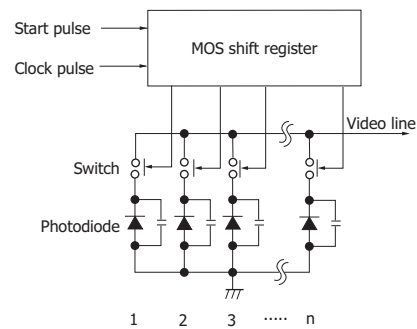 Start pulse
MOS shift register
Clock pulse
Video line
Switch
Photodiode
1 2 3 ····· n